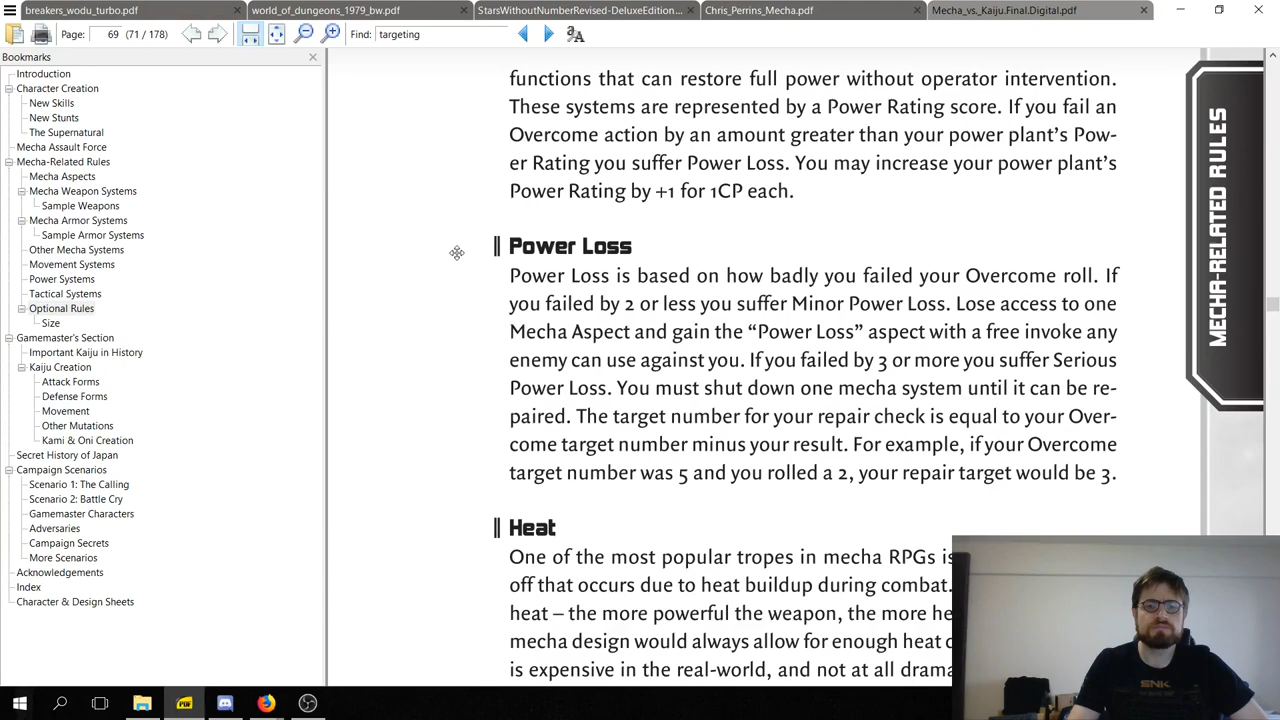 breakers_wodu_turbo.pdf
world_of_dungeons_1979_bw.pdf
StarsWithoutNumberRevised-DeluxeEdition...
Chris_Perrins_Mecha.pdf
Mecha_vs._Kaiju.Final.Digital.pdf
Page: 69 (71 / 178)
Find: targeting
Bookmarks
Introduction
Character Creation
New Skills
New Stunts
The Supernatural
Mecha Assault Force
Mecha-Related Rules
Mecha Aspects
Mecha Weapon Systems
Sample Weapons
Mecha Armor Systems
Sample Armor Systems
Other Mecha Systems
Movement Systems
Power Systems
Tactical Systems
Optional Rules
Size
Gamemaster's Section
Important Kaiju in History
Kaiju Creation
Attack Forms
Defense Forms
Movement
Other Mutations
Kami & Oni Creation
Secret History of Japan
Campaign Scenarios
Scenario 1: The Calling
Scenario 2: Battle Cry
Gamemaster Characters
Adversaries
Campaign Secrets
More Scenarios
Acknowledgements
Index
Character & Design Sheets
functions that can restore full power without operator intervention.
These systems are represented by a Power Rating score. If you fail an
Overcome action by an amount greater than your power plant's Pow-
er Rating you suffer Power Loss. You may increase your power plant's
Power Rating by +1 for 1CP each.
Power Loss
Power Loss is based on how badly you failed your Overcome roll. If
you failed by 2 or less you suffer Minor Power Loss. Lose access to one
Mecha Aspect and gain the “Power Loss” aspect with a free invoke any
enemy can use against you. If you failed by 3 or more you suffer Serious
Power Loss. You must shut down one mecha system until it can be re-
paired. The target number for your repair check is equal to your Over-
come target number minus your result. For example, if your Overcome
target number was 5 and you rolled a 2, your repair target would be 3.
Heat
One of the most popular tropes in mecha RPGs is
off that occurs due to heat buildup during combat.
heat – the more powerful the weapon, the more he
mecha design would always allow for enough heat
is expensive in the real-world, and not at all drama
MECHA-RELATED RULES
SNK
PDF